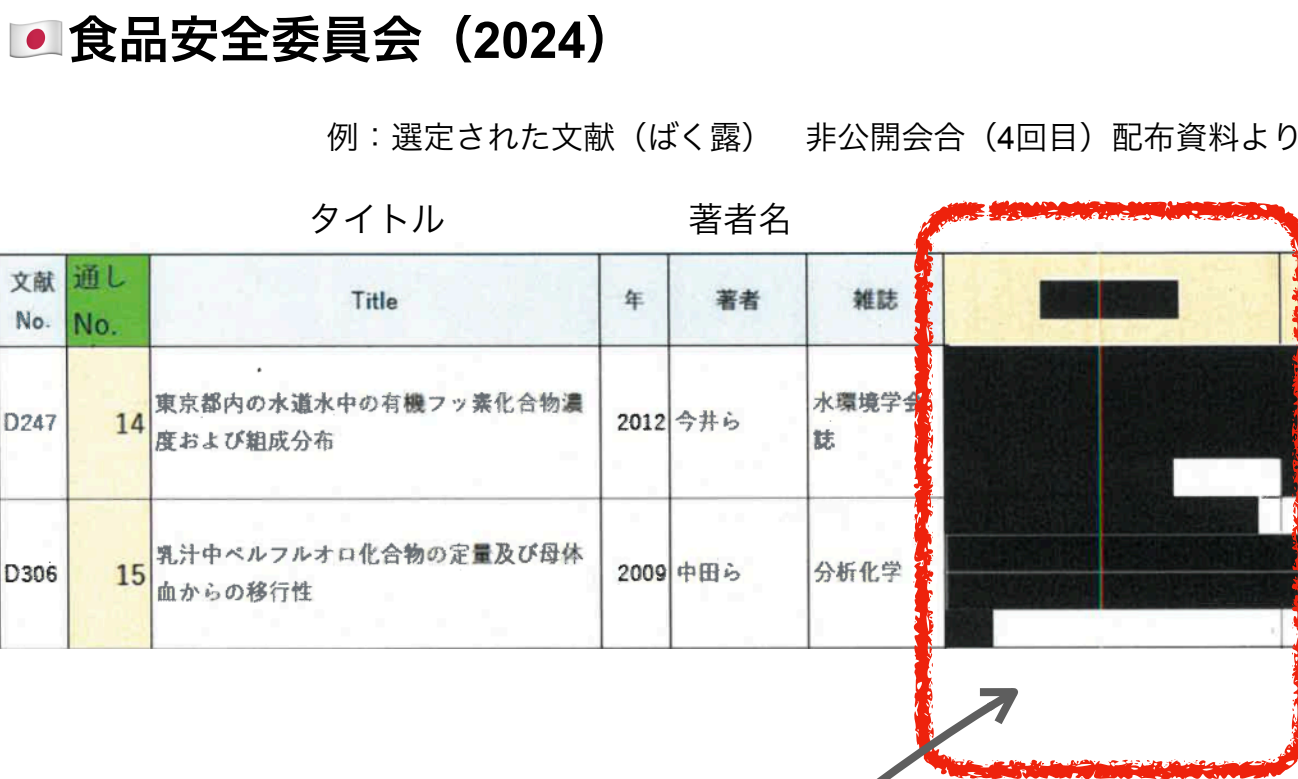 食品安全委員会（2024）
例：選定された文献（ばく露）　非公開会合（4回目）配布資料より
タイトル
著者名
文献
No.
通し
No.
Title
年
著者
雑誌
D247
14
東京都内の水道水中の有機フッ素化合物濃
度および組成分布
2012
今井ら
水環境学会
誌
D306
15
乳汁中ペルフルオロ化合物の定量及び母体
血からの移行性
2009
中田ら
分析化学